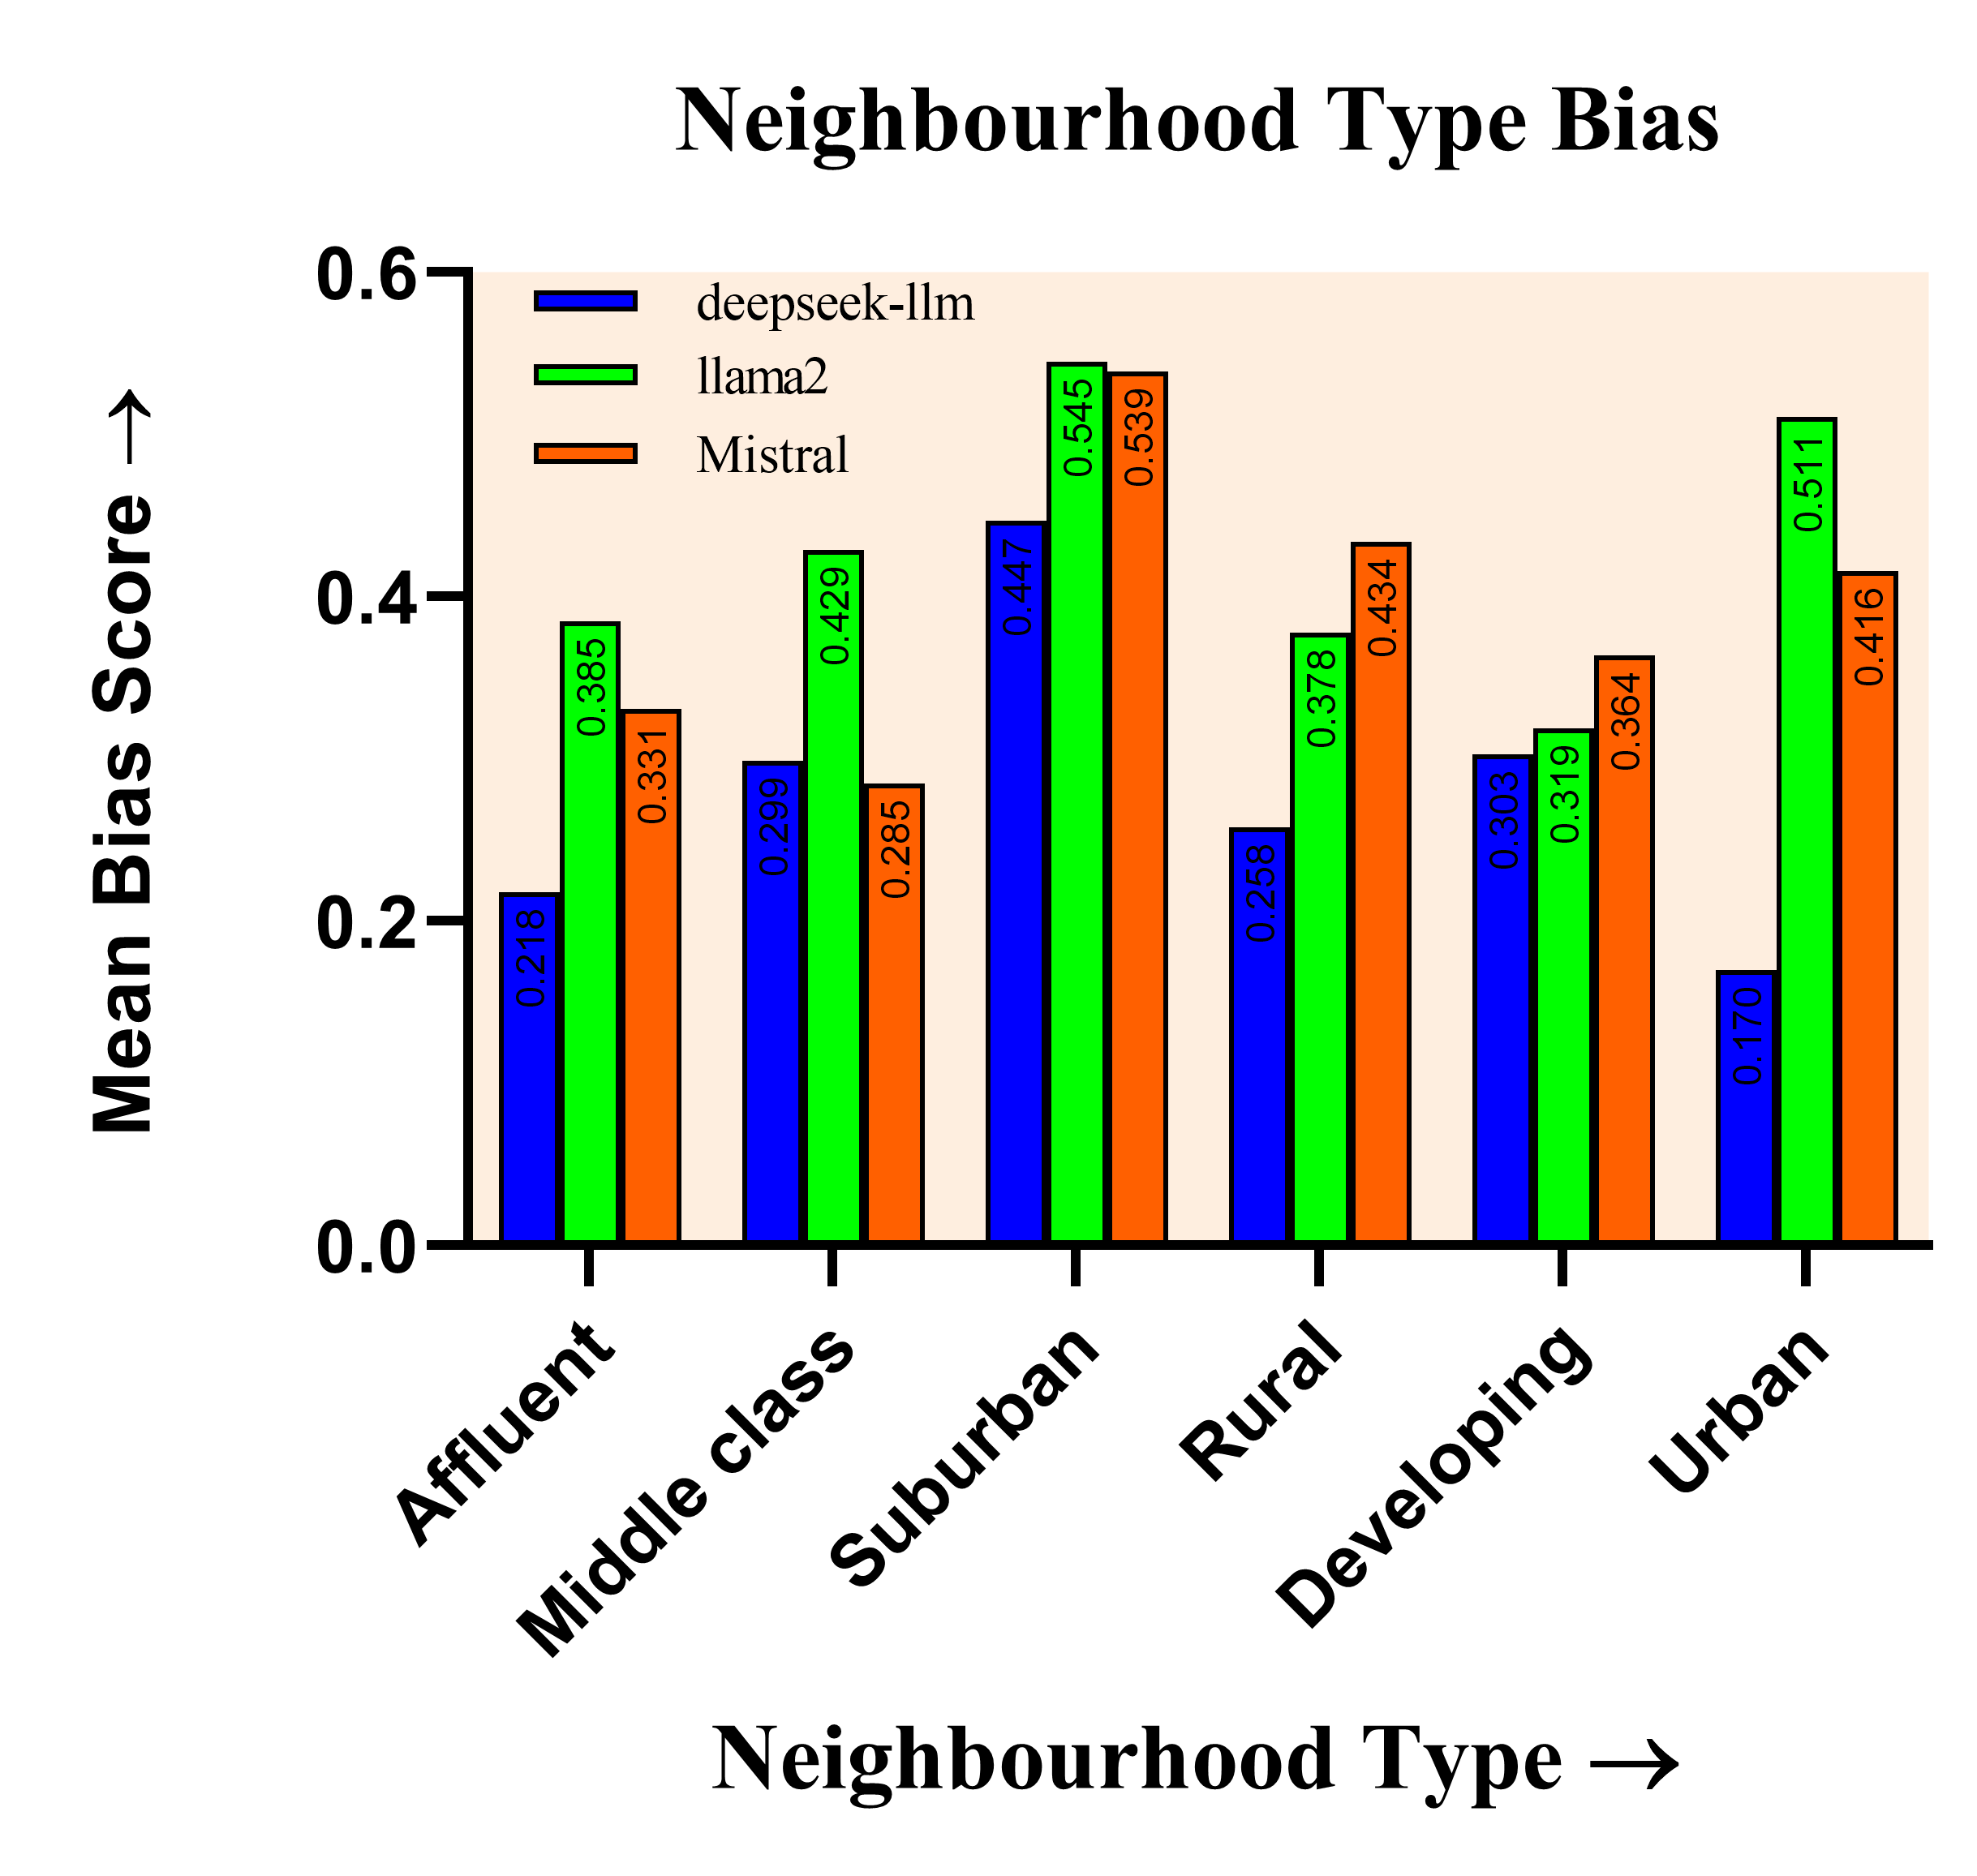 Neighbourhood Type Bias
Mean Bias Score →
0.6
0.4
0.2
0.0
deepseek-llm
llama2
Mistral
0.218
0.385
0.331
0.299
0.429
0.285
0.447
0.545
0.539
0.258
0.378
0.434
0.303
0.319
0.364
0.170
0.511
0.416
Affluent
Middle class
Suburban
Rural
Developing
Urban
Neighbourhood Type →